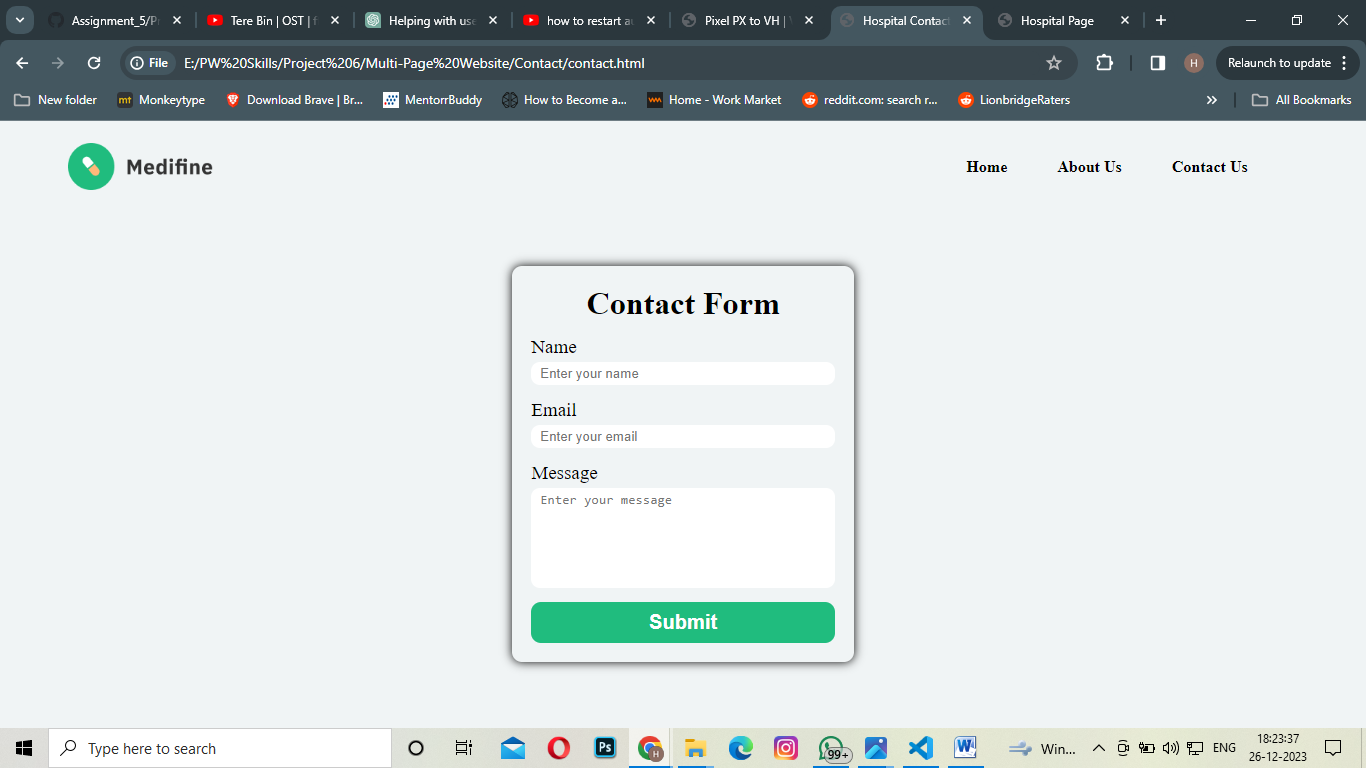 Assignment_5/P
Tere Bin | OST | f
Helping with use
how to restart au
Pixel PX to VH | 
Hospital Contac
Hospital Page
File
E:/PW%20Skills/Project%206/Multi-Page%20Website/Contact/contact.html
H
Relaunch to update
New folder
mt
Monkeytype
Download Brave | Br...
MentorrBuddy
How to Become a...
Home - Work Market
reddit.com: search r...
LionbridgeRaters
All Bookmarks
Medifine
Home
About Us
Contact Us
Contact Form
Name
Enter your name
Email
Enter your email
Message
Enter your message
Submit
Type here to search
Ps
H
99+
W
Win...
ENG
18:23:37
26-12-2023